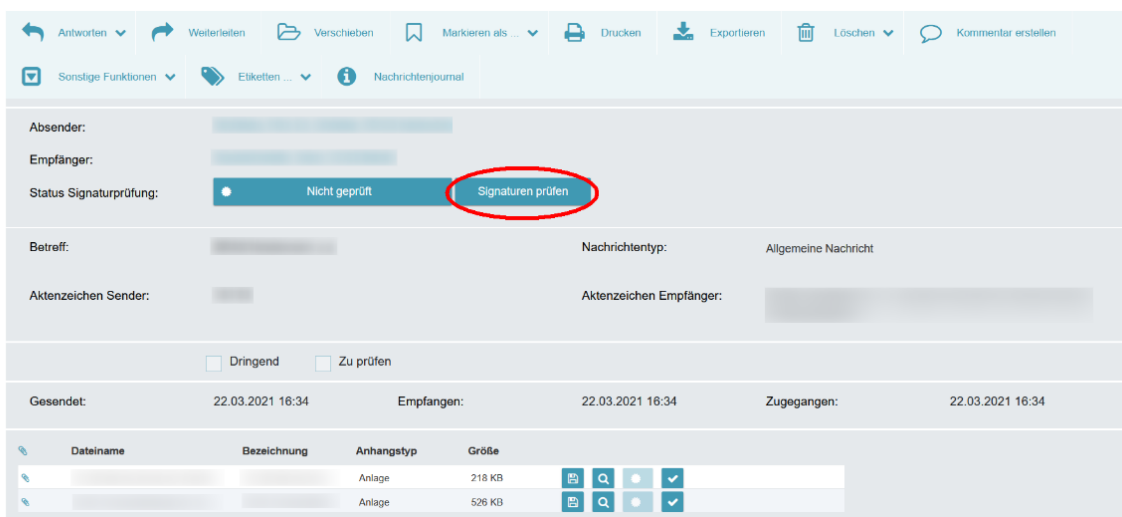 Antworten Weiterleiten Verschieben Markieren als ... Drucken Exportieren Löschen Kommentar erstellen
Sonstige Funktionen Etiketten ... Nachrichtenjournal
Absender:
Empfänger:
Status Signaturprüfung: Nicht geprüft Signaturen prüfen
Betreff: Nachrichtentyp: Allgemeine Nachricht
Aktenzeichen Sender: Aktenzeichen Empfänger:
Dringend Zu prüfen
Gesendet: 22.03.2021 16:34 Empfangen: 22.03.2021 16:34 Zugegangen: 22.03.2021 16:34
Dateiname Bezeichnung Anhangstyp Größe
Anlage 218 KB
Anlage 526 KB